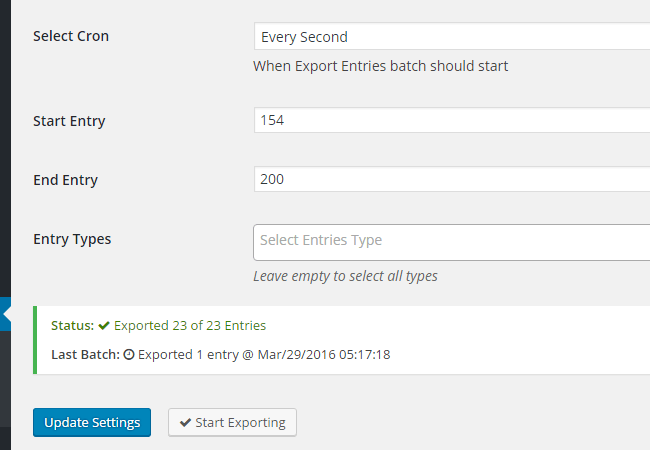 Select Cron
Every Second
When Export Entries batch should start
Start Entry
154
End Entry
200
Entry Types
Select Entries Type
Leave empty to select all types
Status: ✔ Exported 23 of 23 Entries
Last Batch: Exported 1 entry @ Mar/29/2016 05:17:18
Update Settings
✔ Start Exporting